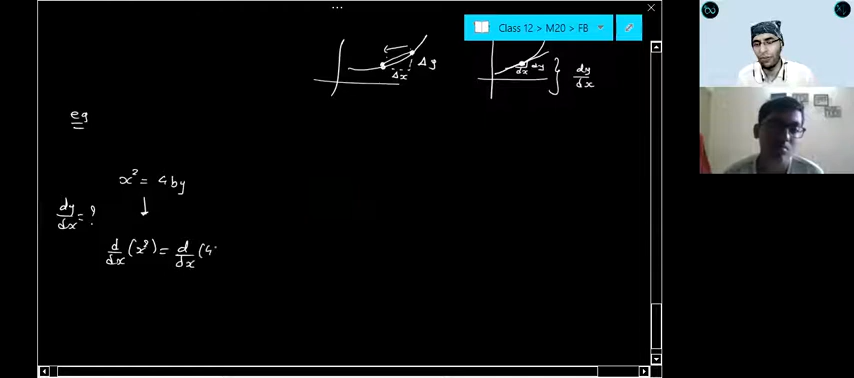 Class 12 > M20 > FB
Δy
Δx
dx dy
dy/dx
eg
x² = 4by
dy/dx = ?
d/dx (x²) = d/dx (4